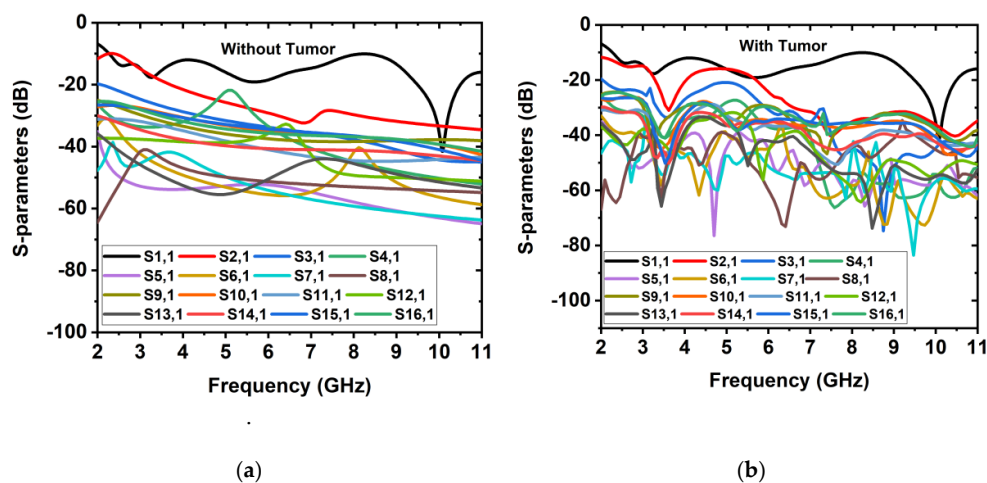 Without Tumor
S-parameters (dB)
0
-20
-40
-60
-80
-100
S1,1 S2,1 S3,1 S4,1
S5,1 S6,1 S7,1 S8,1
S9,1 S10,1 S11,1 S12,1
S13,1 S14,1 S15,1 S16,1
2 3 4 5 6 7 8 9 10 11
Frequency (GHz)
(a)
With Tumor
S-parameters (dB)
0
-20
-40
-60
-80
-100
S1,1 S2,1 S3,1 S4,1
S5,1 S6,1 S7,1 S8,1
S9,1 S10,1 S11,1 S12,1
S13,1 S14,1 S15,1 S16,1
2 3 4 5 6 7 8 9 10 11
Frequency (GHz)
(b)